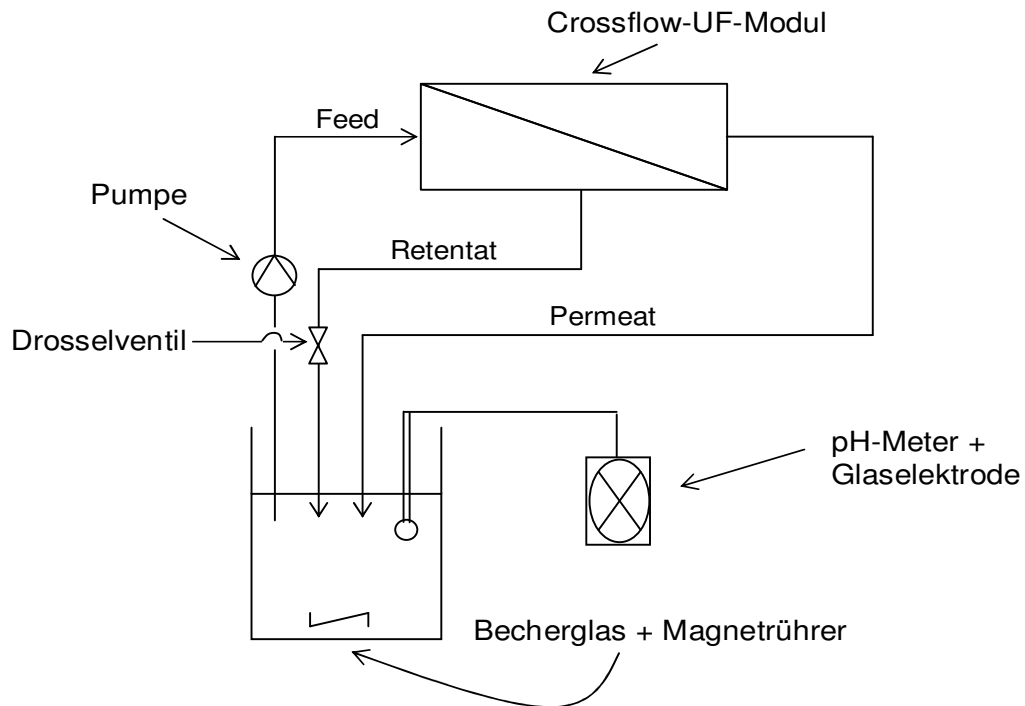 Crossflow-UF-Modul
Feed
Pumpe
Retentat
Permeat
Drosselventil
pH-Meter +
Glaselektrode
Becherglas + Magnetrührer